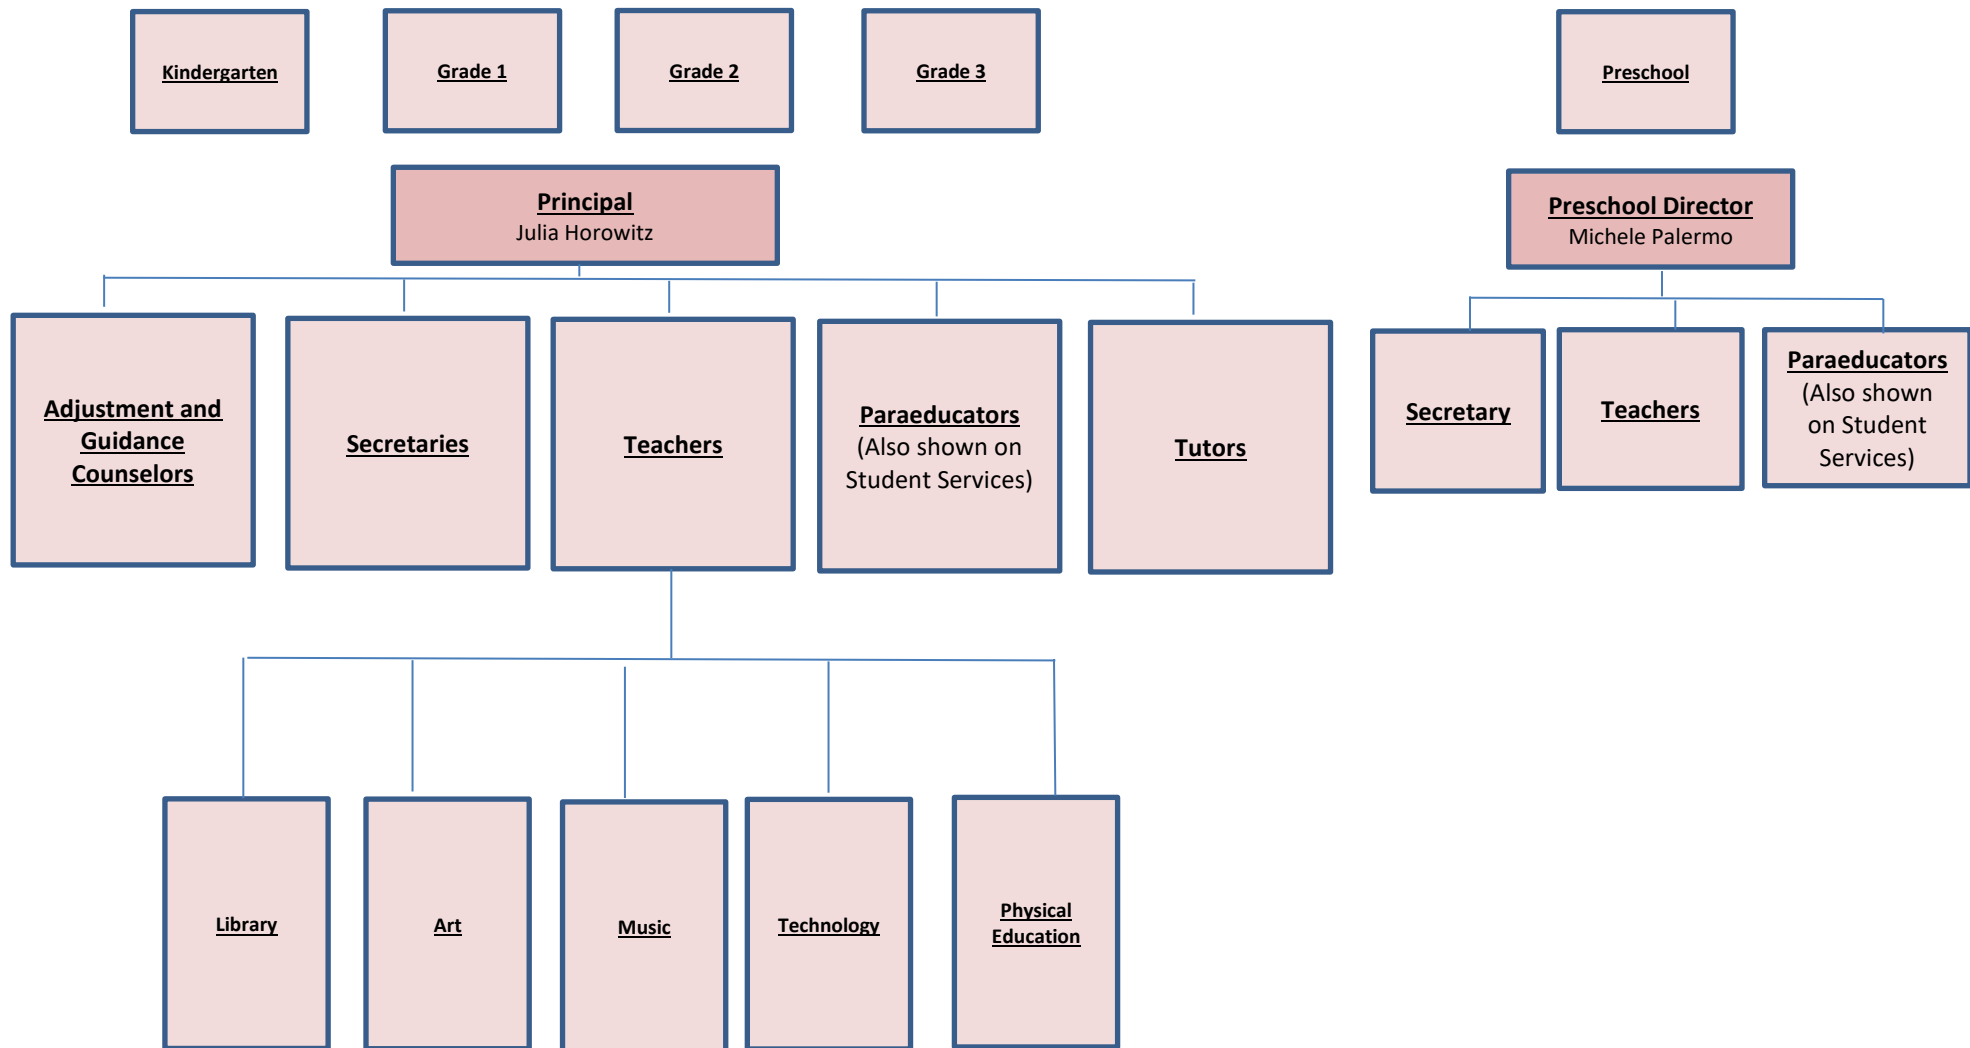 Kindergarten
Grade 1
Grade 2
Grade 3
Preschool
Principal
Julia Horowitz
Preschool Director
Michele Palermo
Adjustment and
Guidance
Counselors
Secretaries
Teachers
Paraeducators
(Also shown on
Student Services)
Tutors
Secretary
Teachers
Paraeducators
(Also shown
on Student
Services)
Library
Art
Music
Technology
Physical
Education